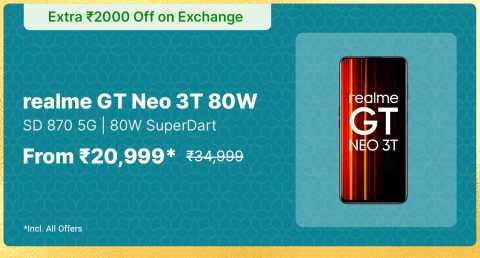 Extra ₹2000 Off on Exchange
realme GT Neo 3T 80W
SD 870 5G | 80W SuperDart
From ₹20,999* ₹34,999
*Incl. All Offers
realme
GT
NEO 3T